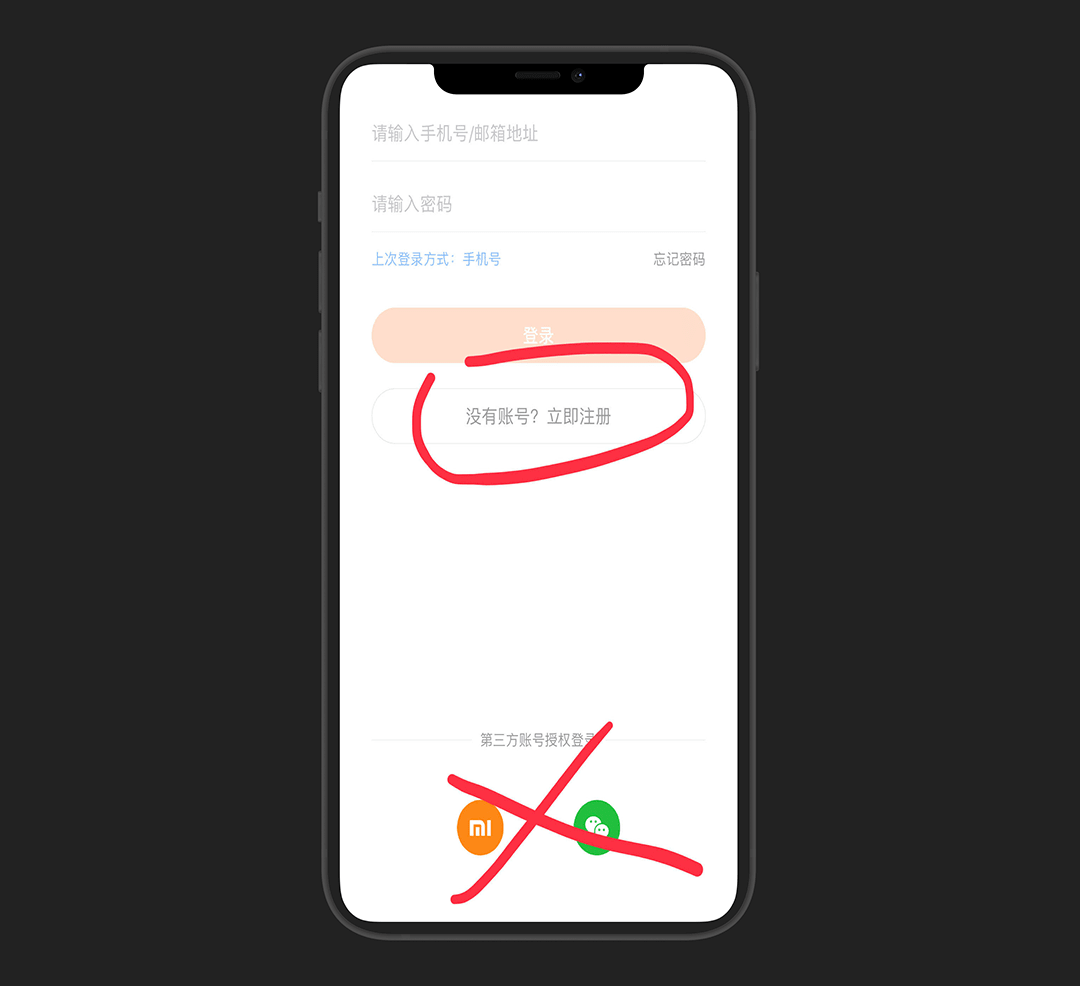 请输入手机号/邮箱地址
请输入密码
上次登录方式：手机号
忘记密码
登录
没有账号？立即注册
第三方账号授权登录
mi